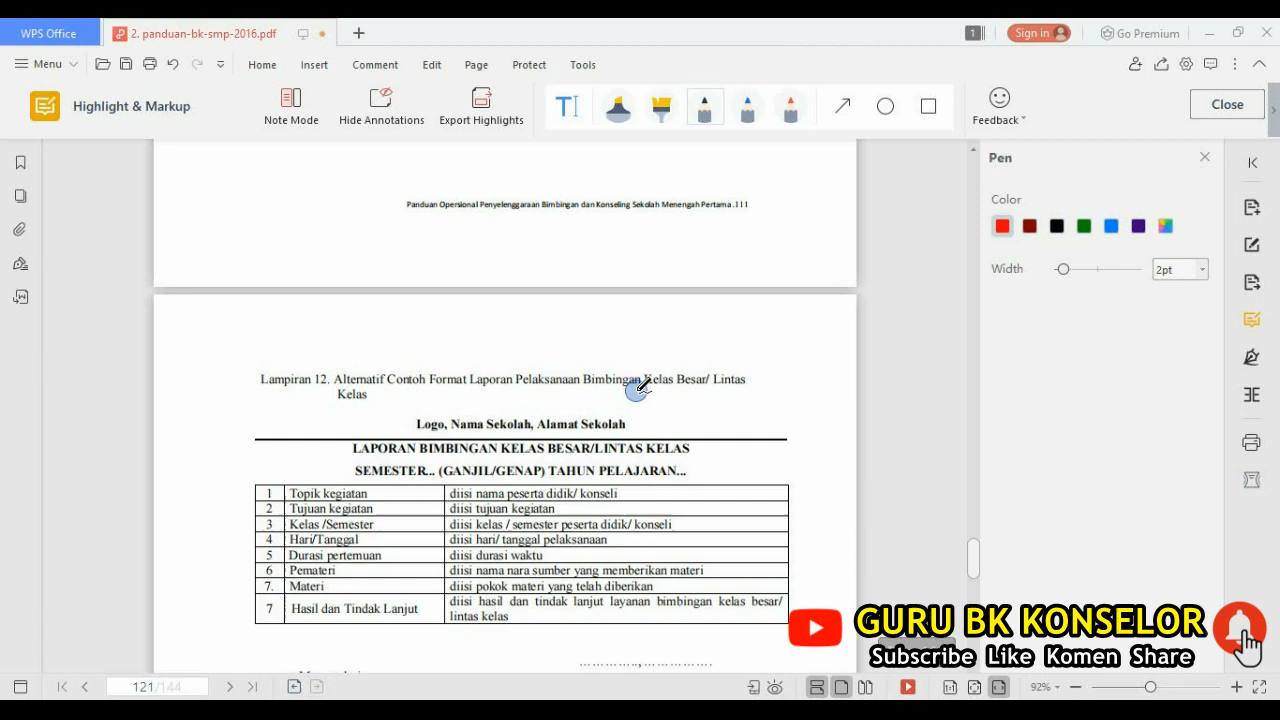 WPS Office
2. panduan-bk-smp-2016.pdf
1
Sign in
Go Premium
Menu
Home
Insert
Comment
Edit
Page
Protect
Tools
Highlight & Markup
Note Mode
Hide Annotations
Export Highlights
Feedback
Close
Panduan Opersional Penyelenggaraan Bimbingan dan Konseling Sekolah Menengah Pertama . 111
Pen
Color
Width
2pt
Lampiran 12. Alternatif Contoh Format Laporan Pelaksanaan Bimbingan Kelas Besar/ Lintas
Kelas
Logo, Nama Sekolah, Alamat Sekolah
LAPORAN BIMBINGAN KELAS BESAR/LINTAS KELAS
SEMESTER... (GANJIL/GENAP) TAHUN PELAJARAN...
1 Topik kegiatan diisi nama peserta didik/ konseli
2 Tujuan kegiatan diisi tujuan kegiatan
3 Kelas /Semester diisi kelas / semester peserta didik/ konseli
4 Hari/Tanggal diisi hari/ tanggal pelaksanaan
5 Durasi pertemuan diisi durasi waktu
6 Pemateri diisi nama nara sumber yang memberikan materi
7. Materi diisi pokok materi yang telah diberikan
7 Hasil dan Tindak Lanjut diisi hasil dan tindak lanjut layanan bimbingan kelas besar/
lintas kelas
GURU BK KONSELOR
Subscribe Like Komen Share
121/144
92%